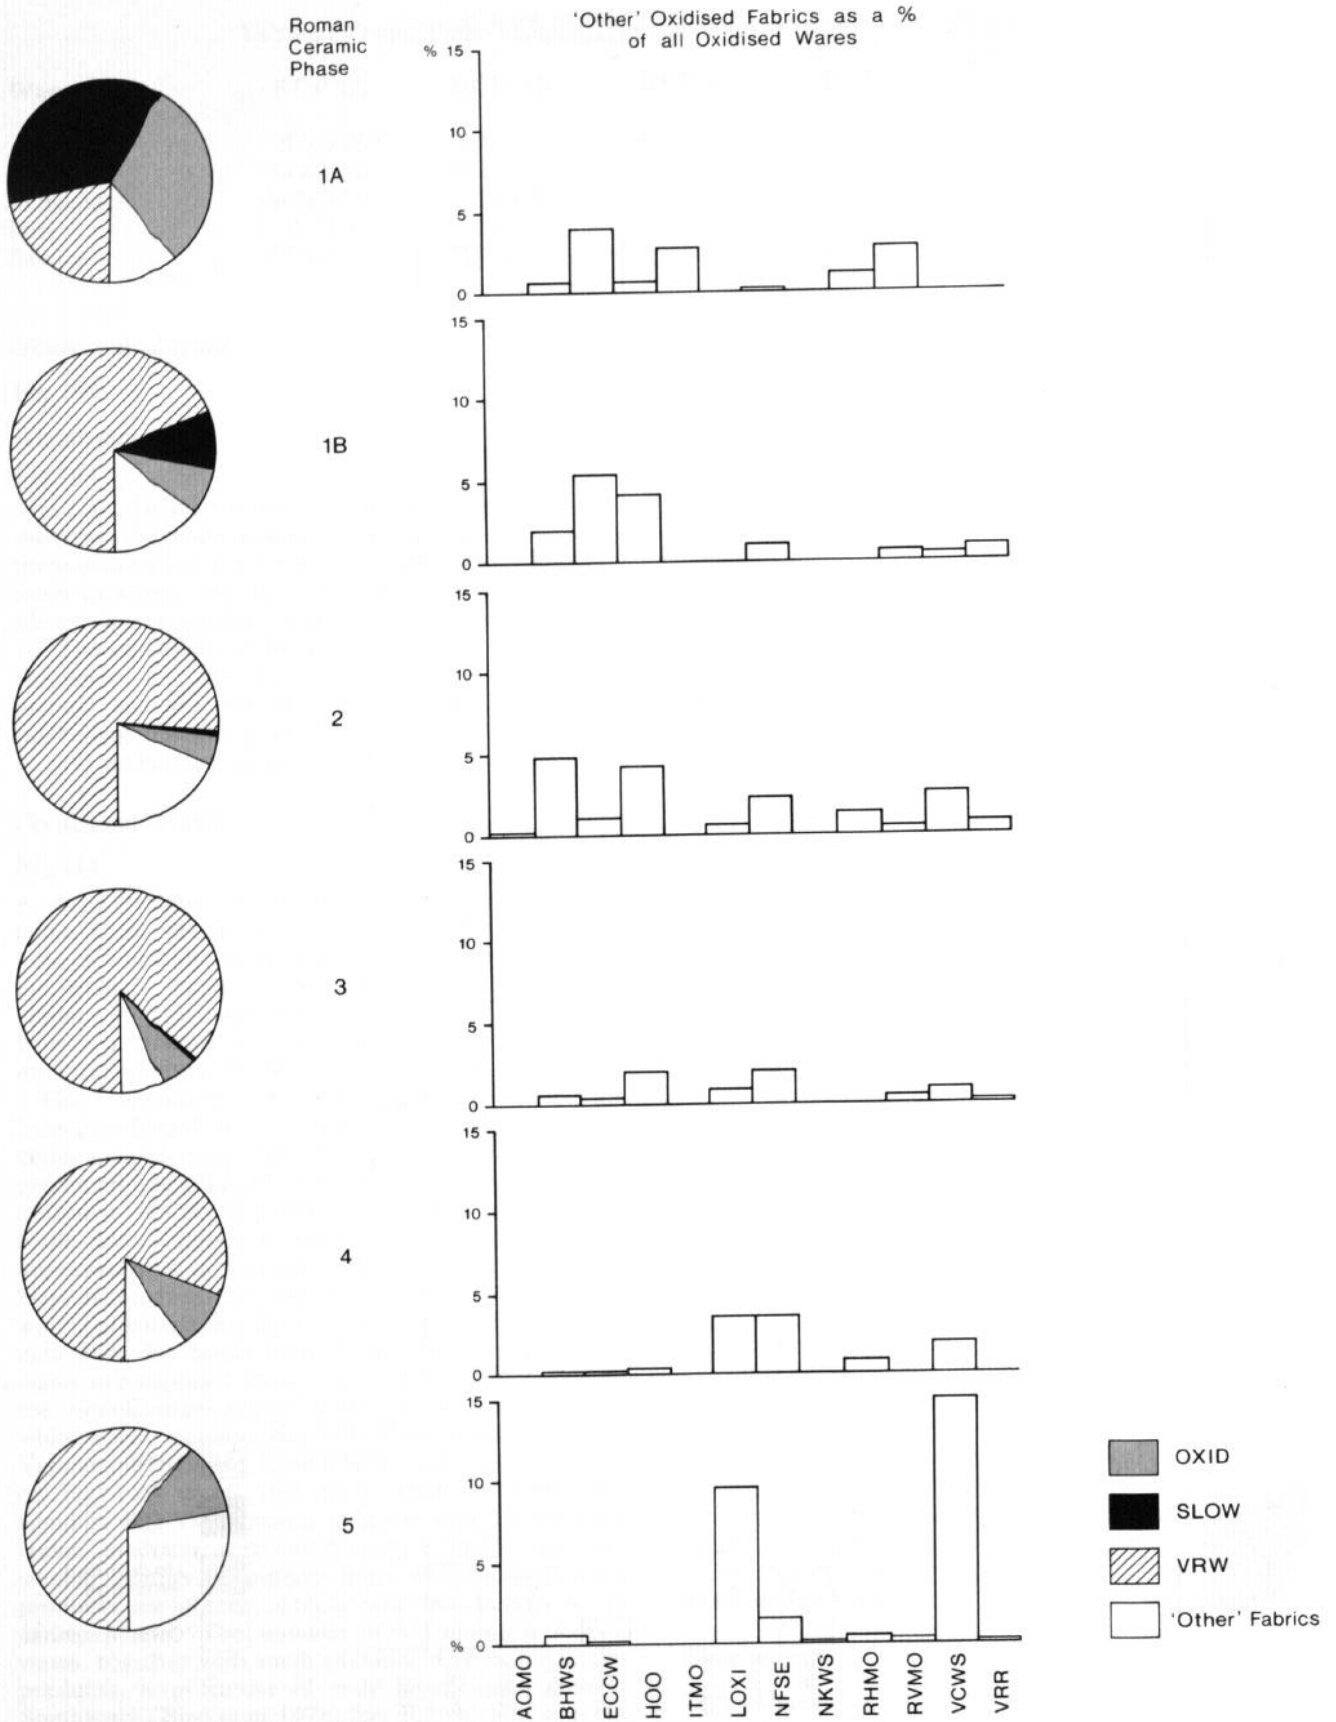 Roman
Ceramic
Phase
'Other' Oxidised Fabrics as a %
of all Oxidised Wares
% 15
10
5
0
1A
15
10
5
0
1B
15
10
5
0
2
15
10
5
0
3
15
10
5
0
4
15
10
5
% 0
5
AOMO
BHWS
ECCW
HOO
ITMO
LOXI
NFSE
NKWS
RHMO
RVMO
VCWS
VRR
OXID
SLOW
VRW
'Other' Fabrics